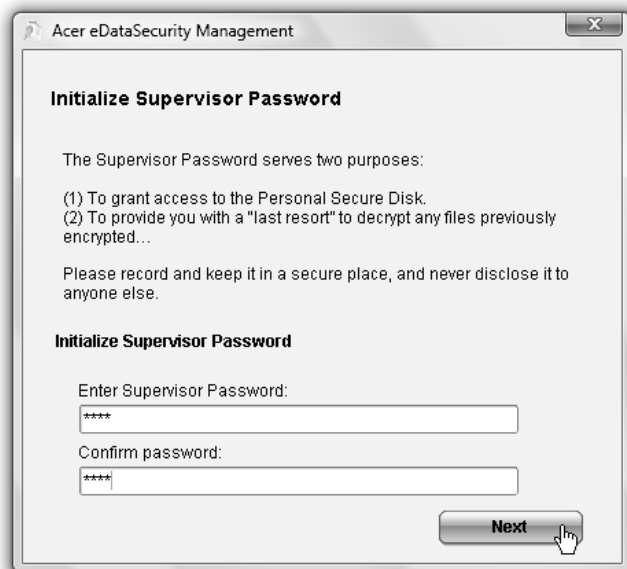 Acer eDataSecurity Management
Initialize Supervisor Password
The Supervisor Password serves two purposes:
(1) To grant access to the Personal Secure Disk.
(2) To provide you with a "last resort" to decrypt any files previously
encrypted...
Please record and keep it in a secure place, and never disclose it to
anyone else.
Initialize Supervisor Password
Enter Supervisor Password:
****
Confirm password:
****
Next